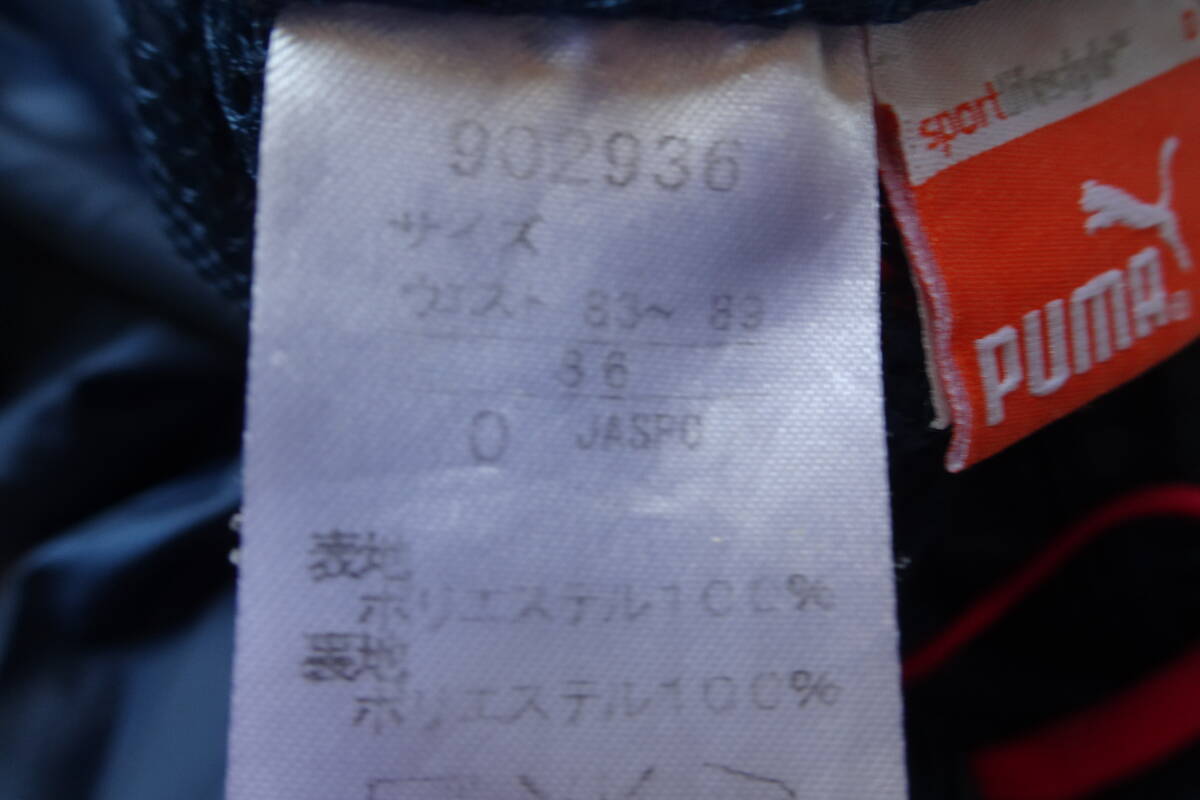 902936
サイズ
ウエスト 83~ 89
86
O JASPO
表地
ポリエステル100%
裏地
ポリエステル100%
sportlifestyle
PUMA